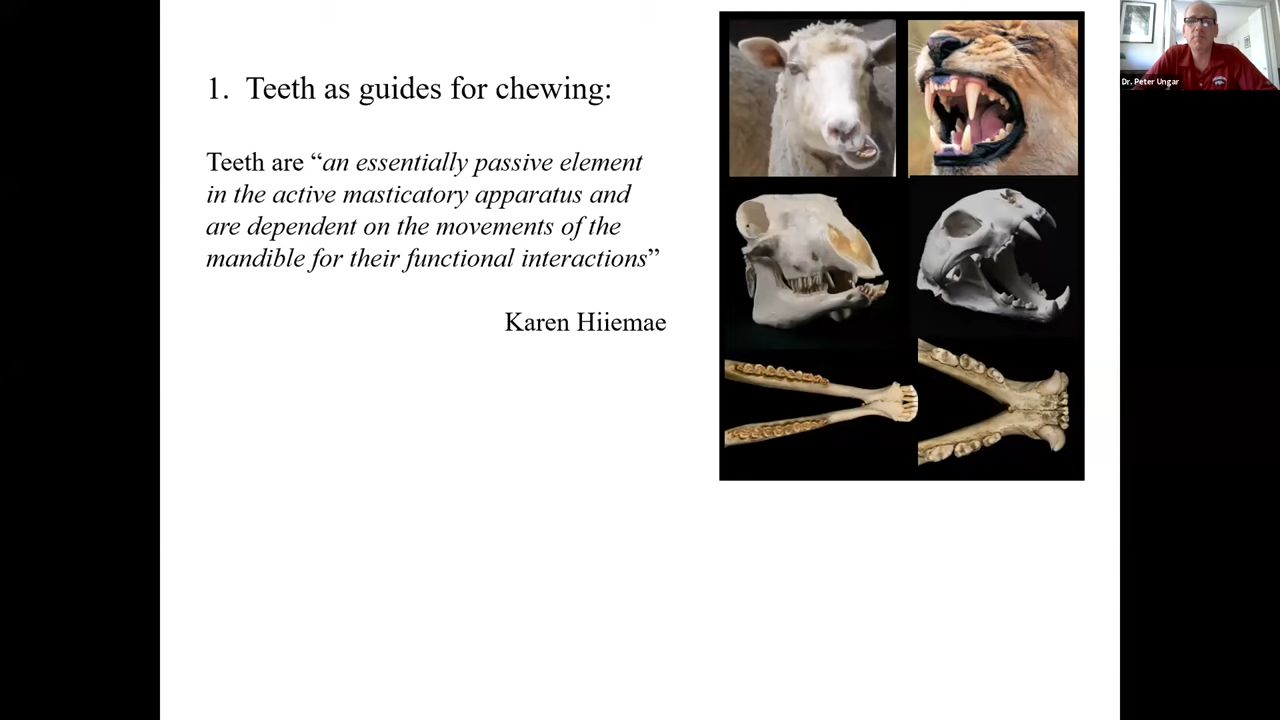 1. Teeth as guides for chewing:
Teeth are “an essentially passive element
in the active masticatory apparatus and
are dependent on the movements of the
mandible for their functional interactions”
Karen Hiiemae
Dr. Peter Ungar